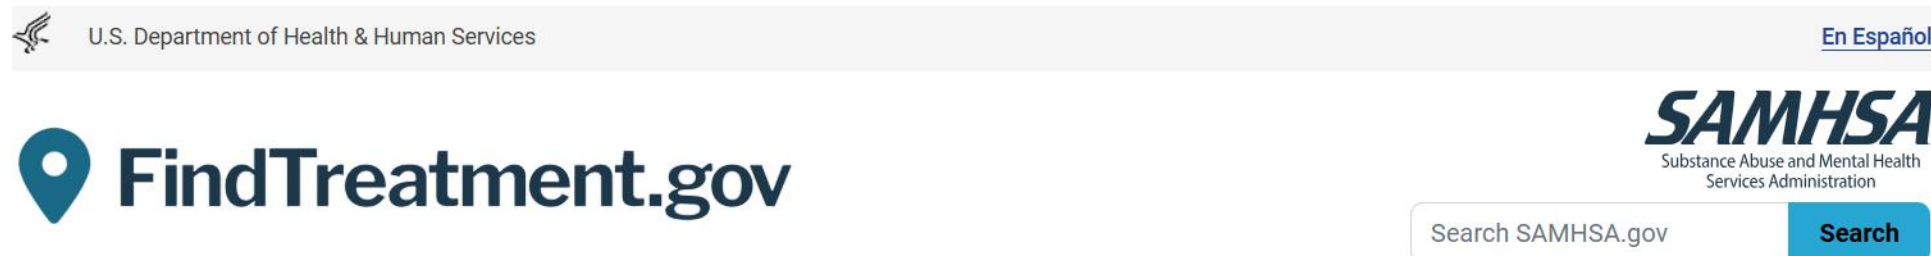 U.S. Department of Health & Human Services
En Español
FindTreatment.gov
SAMHSA
Substance Abuse and Mental Health
Services Administration
Search SAMHSA.gov
Search